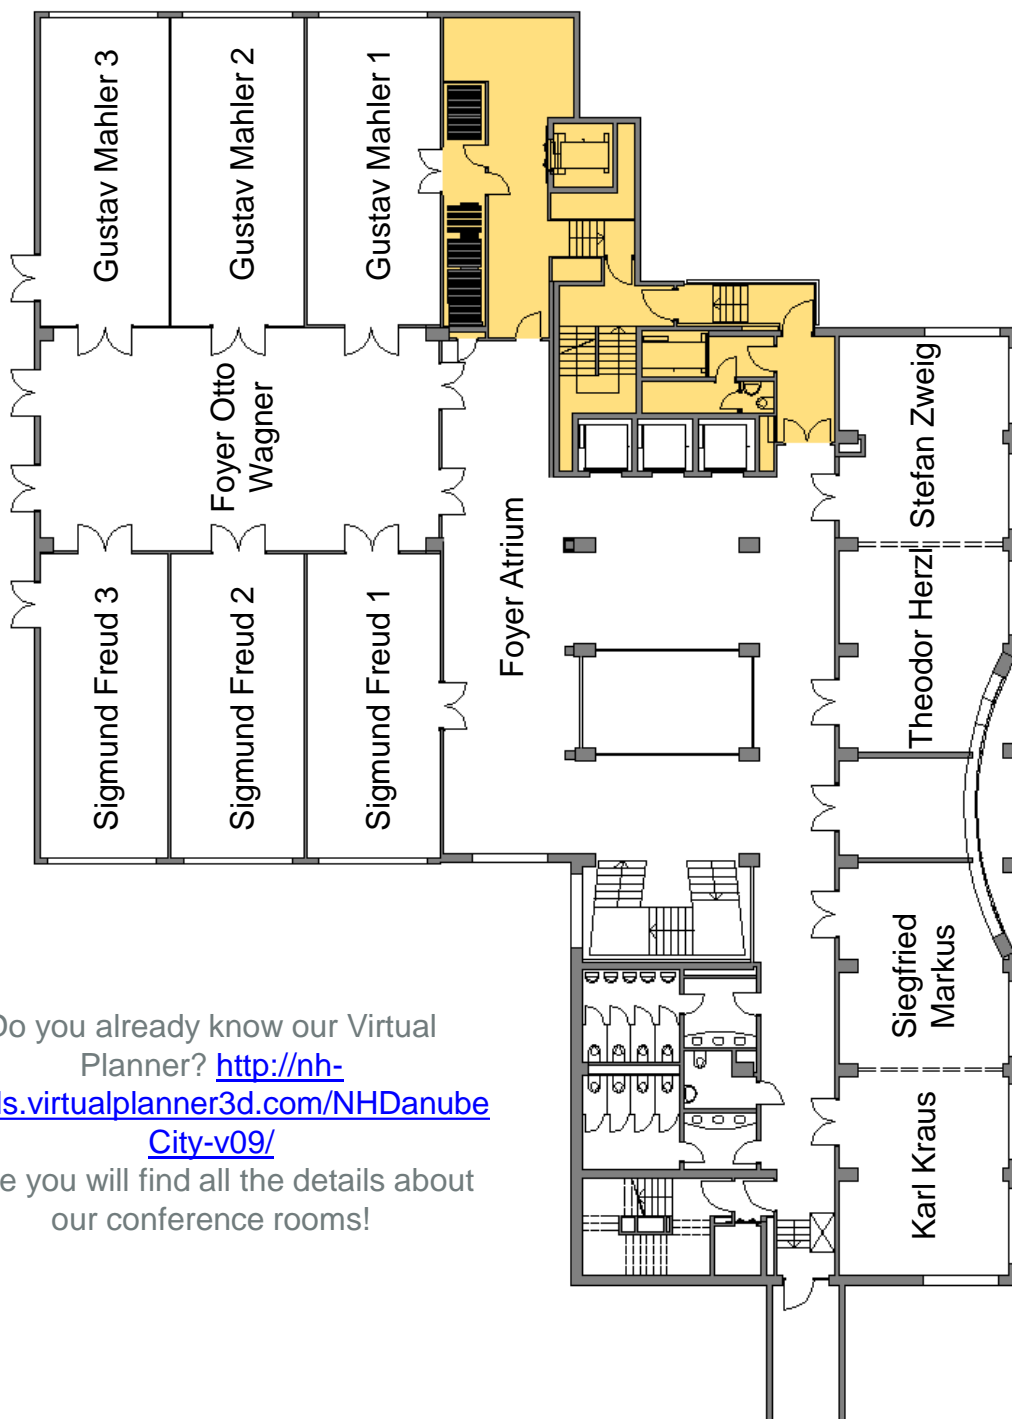 Gustav Mahler 3
Gustav Mahler 2
Gustav Mahler 1
Foyer Otto
Wagner
Stefan Zweig
Foyer Atrium
Theodor Herzl
Sigmund Freud 3
Sigmund Freud 2
Sigmund Freud 1
Siegfried
Markus
Karl Kraus
Do you already know our Virtual
Planner? http://nh-
ls.virtualplanner3d.com/NHDanube
City-v09/
e you will find all the details about
our conference rooms!